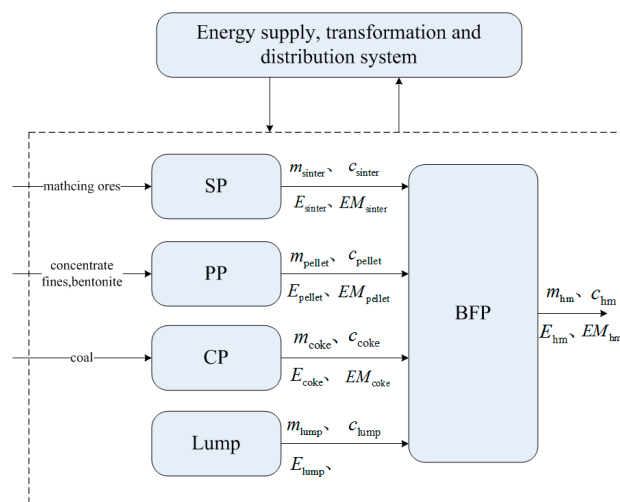 Energy supply, transformation and
distribution system
mathcing ores
SP
m_sinter、 c_sinter
E_sinter、 EM_sinter
concentrate
fines,bentonite
PP
m_pellet、 c_pellet
E_pellet、 EM_pellet
coal
CP
m_coke、 c_coke
E_coke、 EM_coke
Lump
m_lump、 c_lump
E_lump、
BFP
m_hm、 c_hm
E_hm、 EM_hm